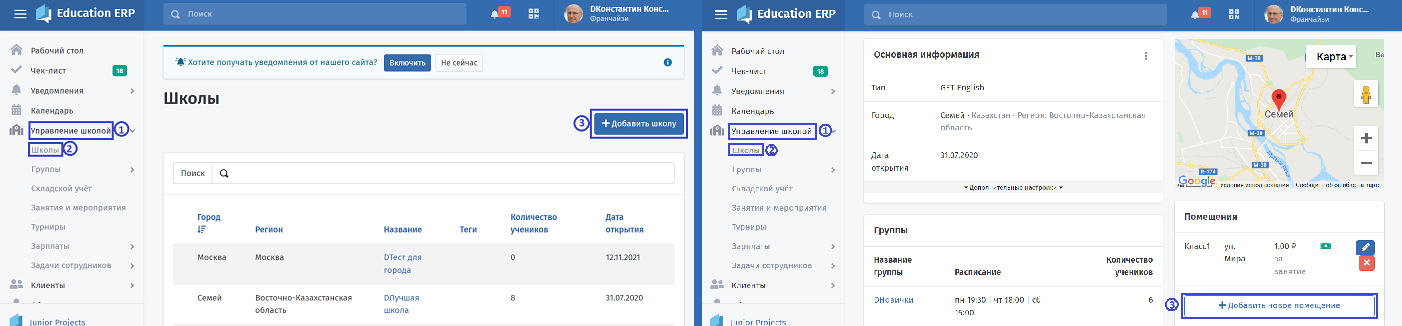 Education ERP
Поиск
11
DКонстантин Конс...
Франчайзи
Рабочий стол
Чек-лист
18
Уведомления
Календарь
Управление школой
1
Школы
2
Группы
Складской учёт
Занятия и мероприятия
Турниры
Зарплаты
Задачи сотрудников
Клиенты
Junior Projects
Хотите получать уведомления от нашего сайта?
Включить
Не сейчас
Школы
3
+ Добавить школу
Поиск
Город Регион Название Теги Количество учеников Дата открытия
Москва Москва DТест для города 0 12.11.2021
Семей Восточно-Казахстанская область DЛучшая школа 8 31.07.2020
Education ERP
Поиск
11
DКонстантин Конс...
Франчайзи
Рабочий стол
Чек-лист
18
Уведомления
Календарь
Управление школой
1
Школы
2
Группы
Складской учёт
Занятия и мероприятия
Турниры
Зарплаты
Задачи сотрудников
Клиенты
Junior Projects
Основная информация
Тип GET English
Город Семей - Казахстан - Регион: Восточно-Казахстанская
область
Дата
открытия
31.07.2020
Дополнительные настройки
Группы
Название группы Расписание Количество учеников
DНовички пн 19:30 | чт 18:00 | сб 15:00 6
Карта
М-38
М-38
М-38
М-38
Семей
Р-174
Google
Условия использования
Помещения
Класс1 ул. Мира 1,00 ₽ за занятие
3
+ Добавить новое помещение